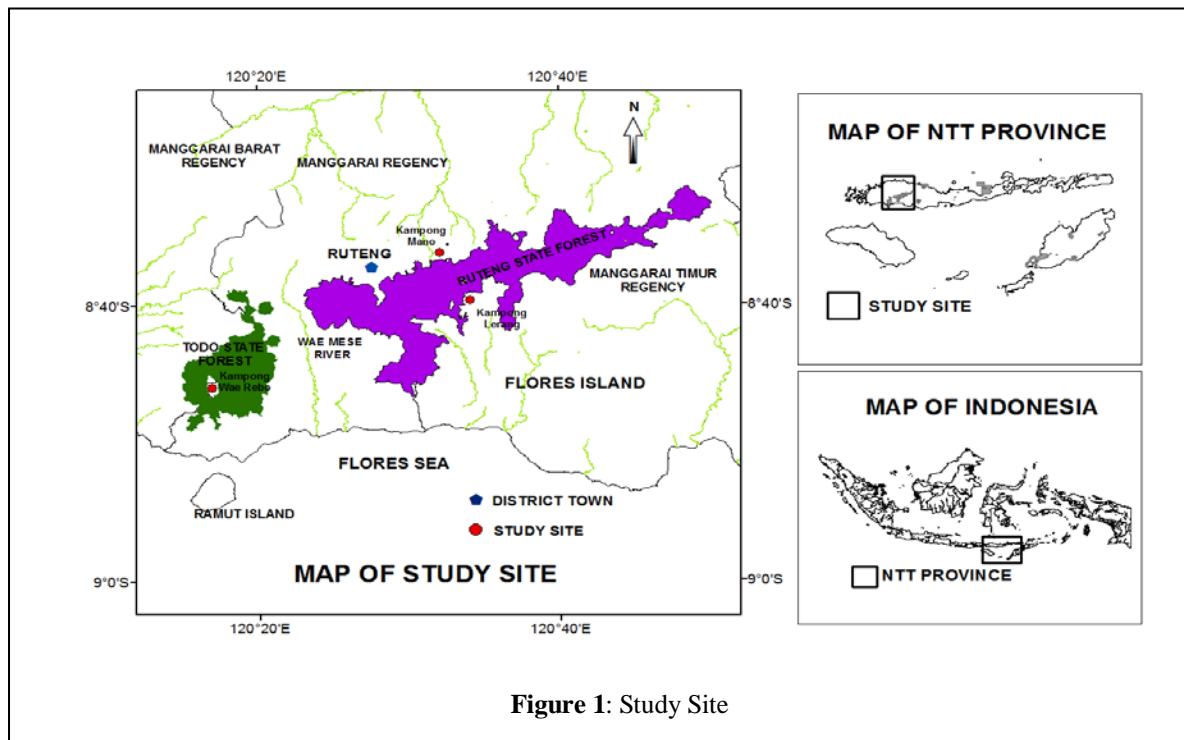 120°20'E
120°40'E
N
MANGGARAI BARAT
REGENCY
MANGGARAI REGENCY
Kampong
Mano
RUTENG
RUTENG STATE FOREST
MANGGARAI TIMUR
REGENCY
8°40'S
8°40'S
Kampong
Lerang
WAE MESE
RIVER
TODO STATE
FOREST
Kampong
Wae Rebo
FLORES ISLAND
FLORES SEA
RAMUT ISLAND
DISTRICT TOWN
STUDY SITE
MAP OF STUDY SITE
9°0'S
9°0'S
120°20'E
120°40'E
MAP OF NTT PROVINCE
STUDY SITE
MAP OF INDONESIA
NTT PROVINCE
Figure 1: Study Site